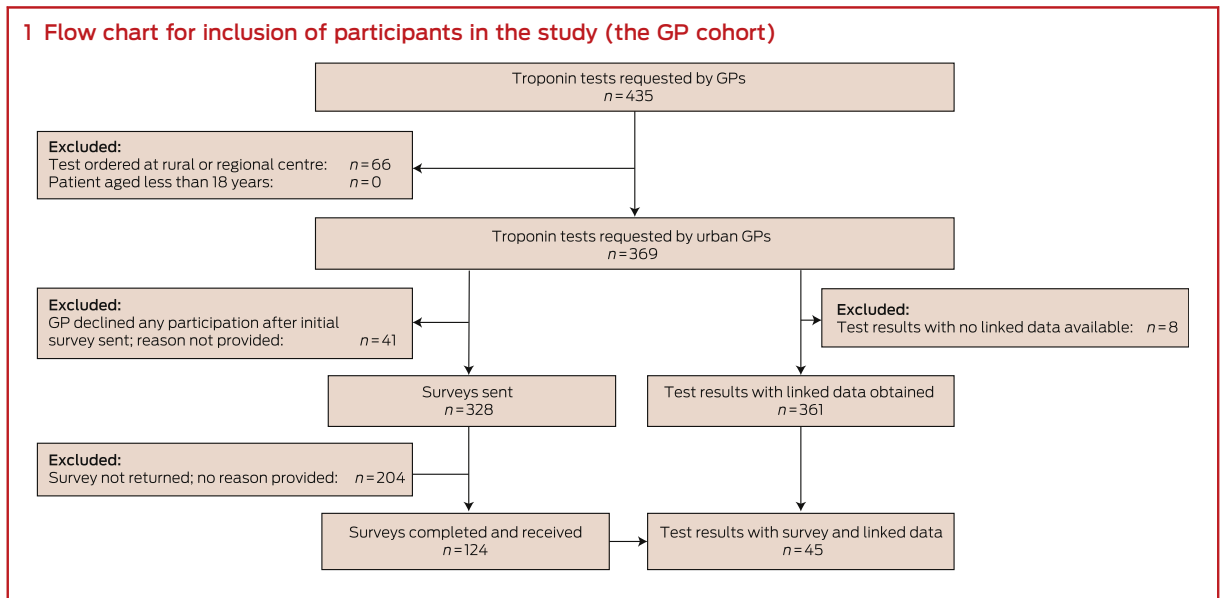 1 Flow chart for inclusion of participants in the study (the GP cohort)
Troponin tests requested by GPs
n=435
Excluded:
Test ordered at rural or regional centre: n=66
Patient aged less than 18 years: n=0
Troponin tests requested by urban GPs
n=369
Excluded:
GP declined any participation after initial
survey sent; reason not provided: n=41
Excluded:
Test results with no linked data available: n=8
Surveys sent
n=328
Test results with linked data obtained
n=361
Excluded:
Survey not returned; no reason provided: n=204
Surveys completed and received
n=124
Test results with survey and linked data
n=45